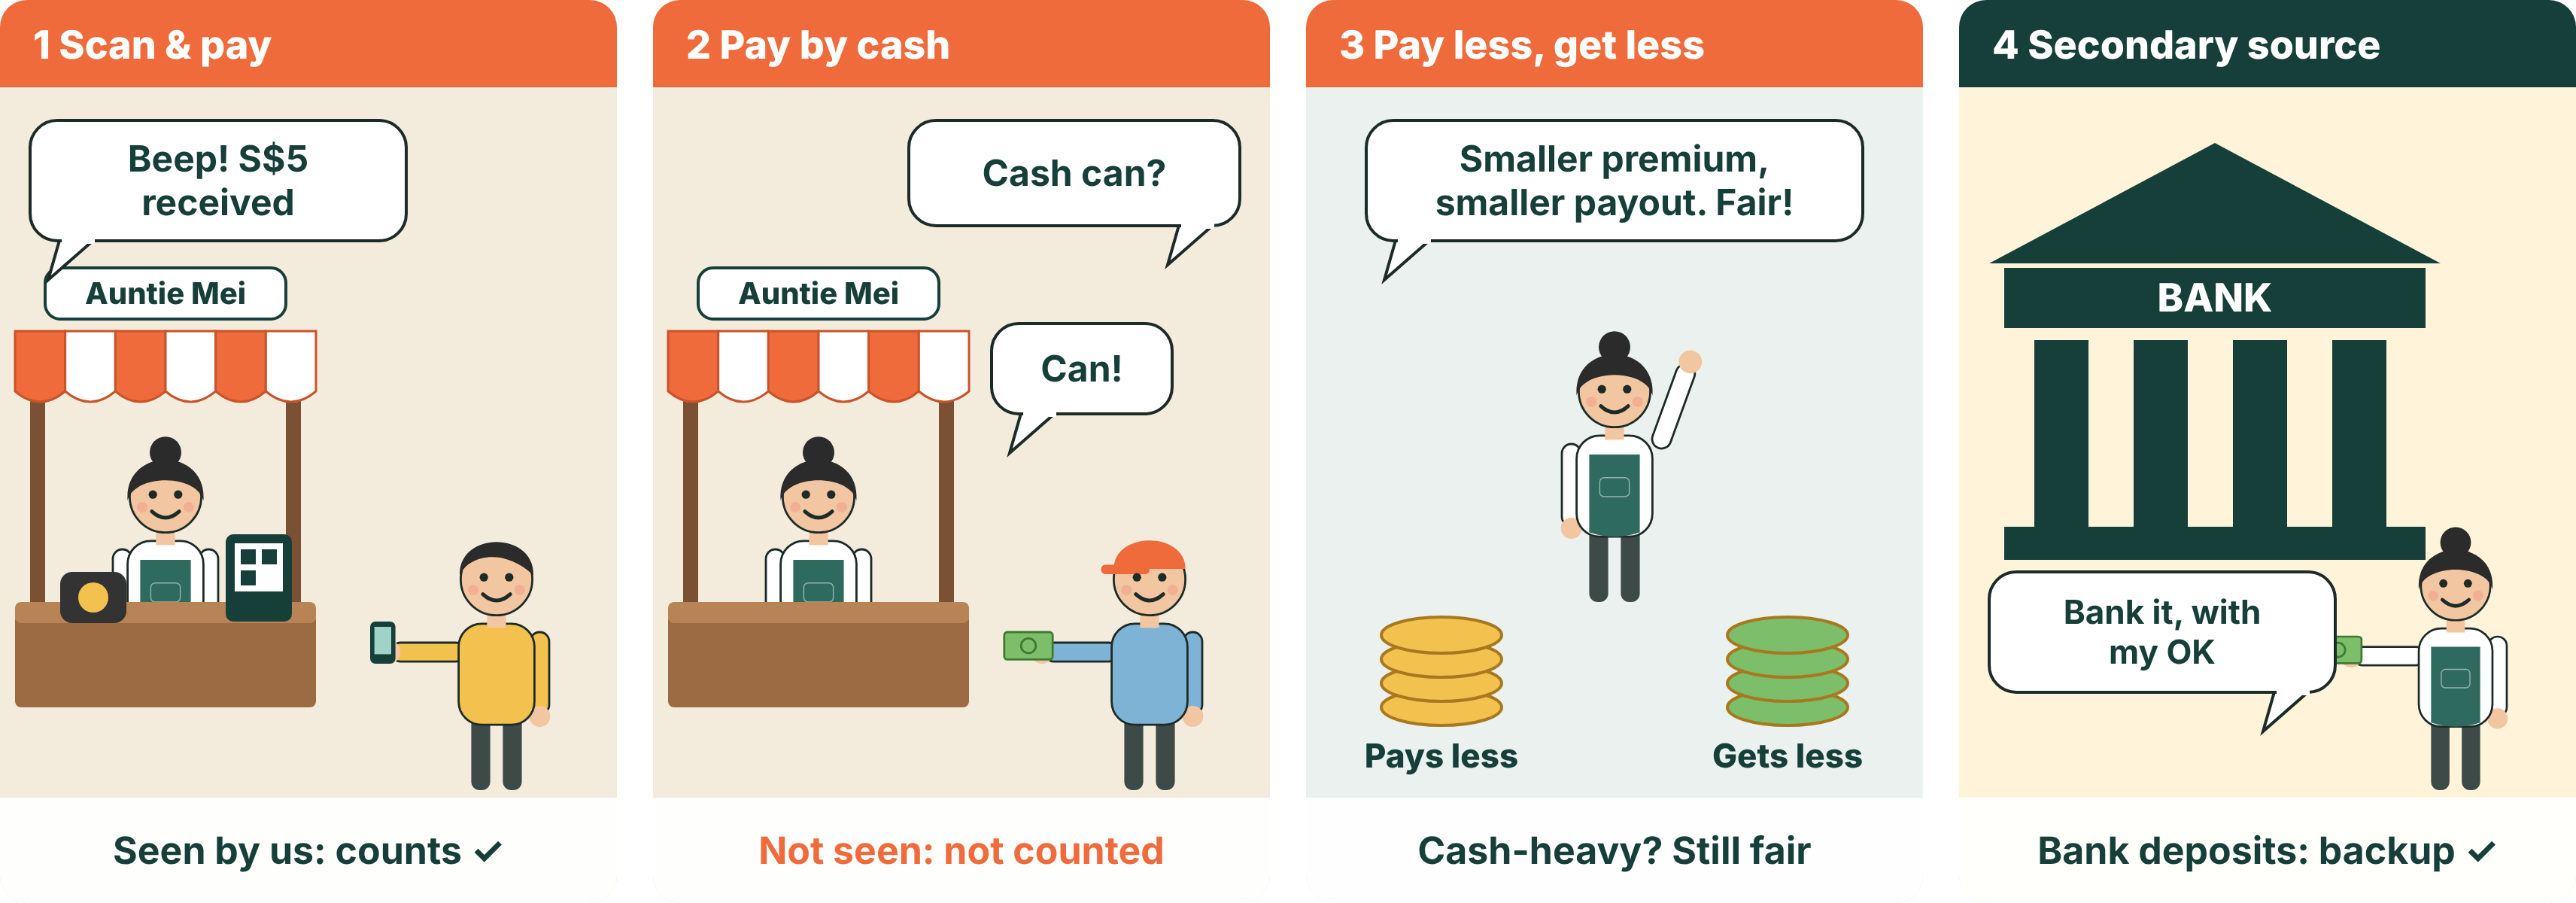 1 Scan & pay
Beep! S$5
received
Auntie Mei
Seen by us: counts ✓
2 Pay by cash
Cash can?
Auntie Mei
Can!
Not seen: not counted
3 Pay less, get less
Smaller premium,
smaller payout. Fair!
Pays less
Gets less
Cash-heavy? Still fair
4 Secondary source
BANK
Bank it, with
my OK
Bank deposits: backup ✓